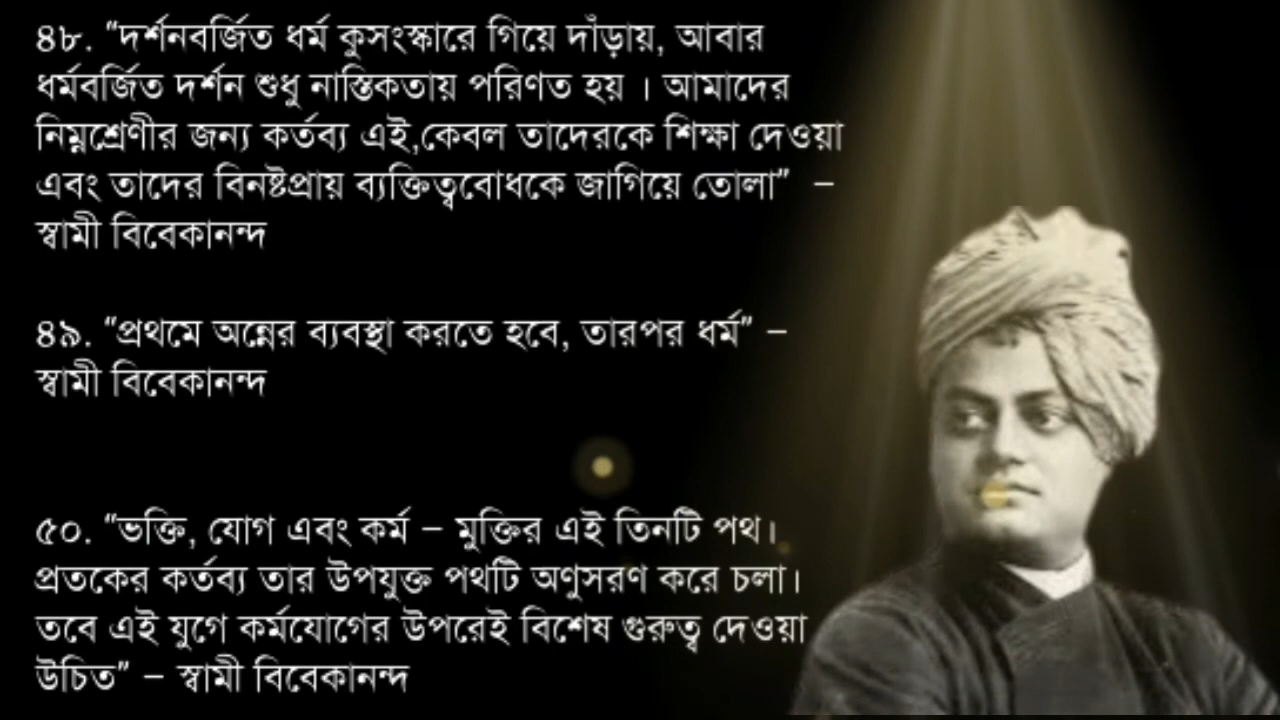 ৪৮. "দর্শনবর্জিত ধর্ম কুসংস্কারে গিয়ে দাঁড়ায়, আবার
ধর্মবর্জিত দর্শন শুধু নাস্তিকতায় পরিণত হয় । আমাদের
নিম্নশ্রেণীর জন্য কর্তব্য এই,কেবল তাদেরকে শিক্ষা দেওয়া
এবং তাদের বিনষ্টপ্রায় ব্যক্তিত্ববোধকে জাগিয়ে তোলা" –
স্বামী বিবেকানন্দ
৪৯. "প্রথমে অন্নের ব্যবস্থা করতে হবে, তারপর ধর্ম" –
স্বামী বিবেকানন্দ
৫০. "ভক্তি, যোগ এবং কর্ম – মুক্তির এই তিনটি পথ।
প্রতকের কর্তব্য তার উপযুক্ত পথটি অণুসরণ করে চলা।
তবে এই যুগে কর্মযোগের উপরেই বিশেষ গুরুত্ব দেওয়া
উচিত" – স্বামী বিবেকানন্দ